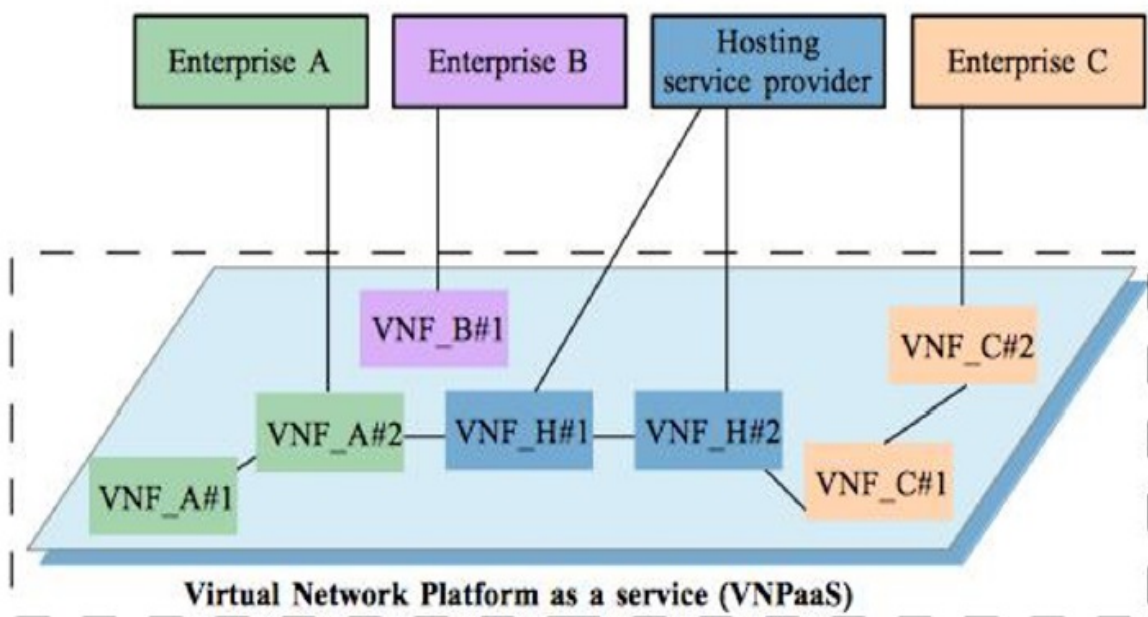 Enterprise A
Enterprise B
Hosting
service provider
Enterprise C
VNF_B#1
VNF_C#2
VNF_A#2
VNF_H#1
VNF_H#2
VNF_A#1
VNF_C#1
Virtual Network Platform as a service (VNPaaS)